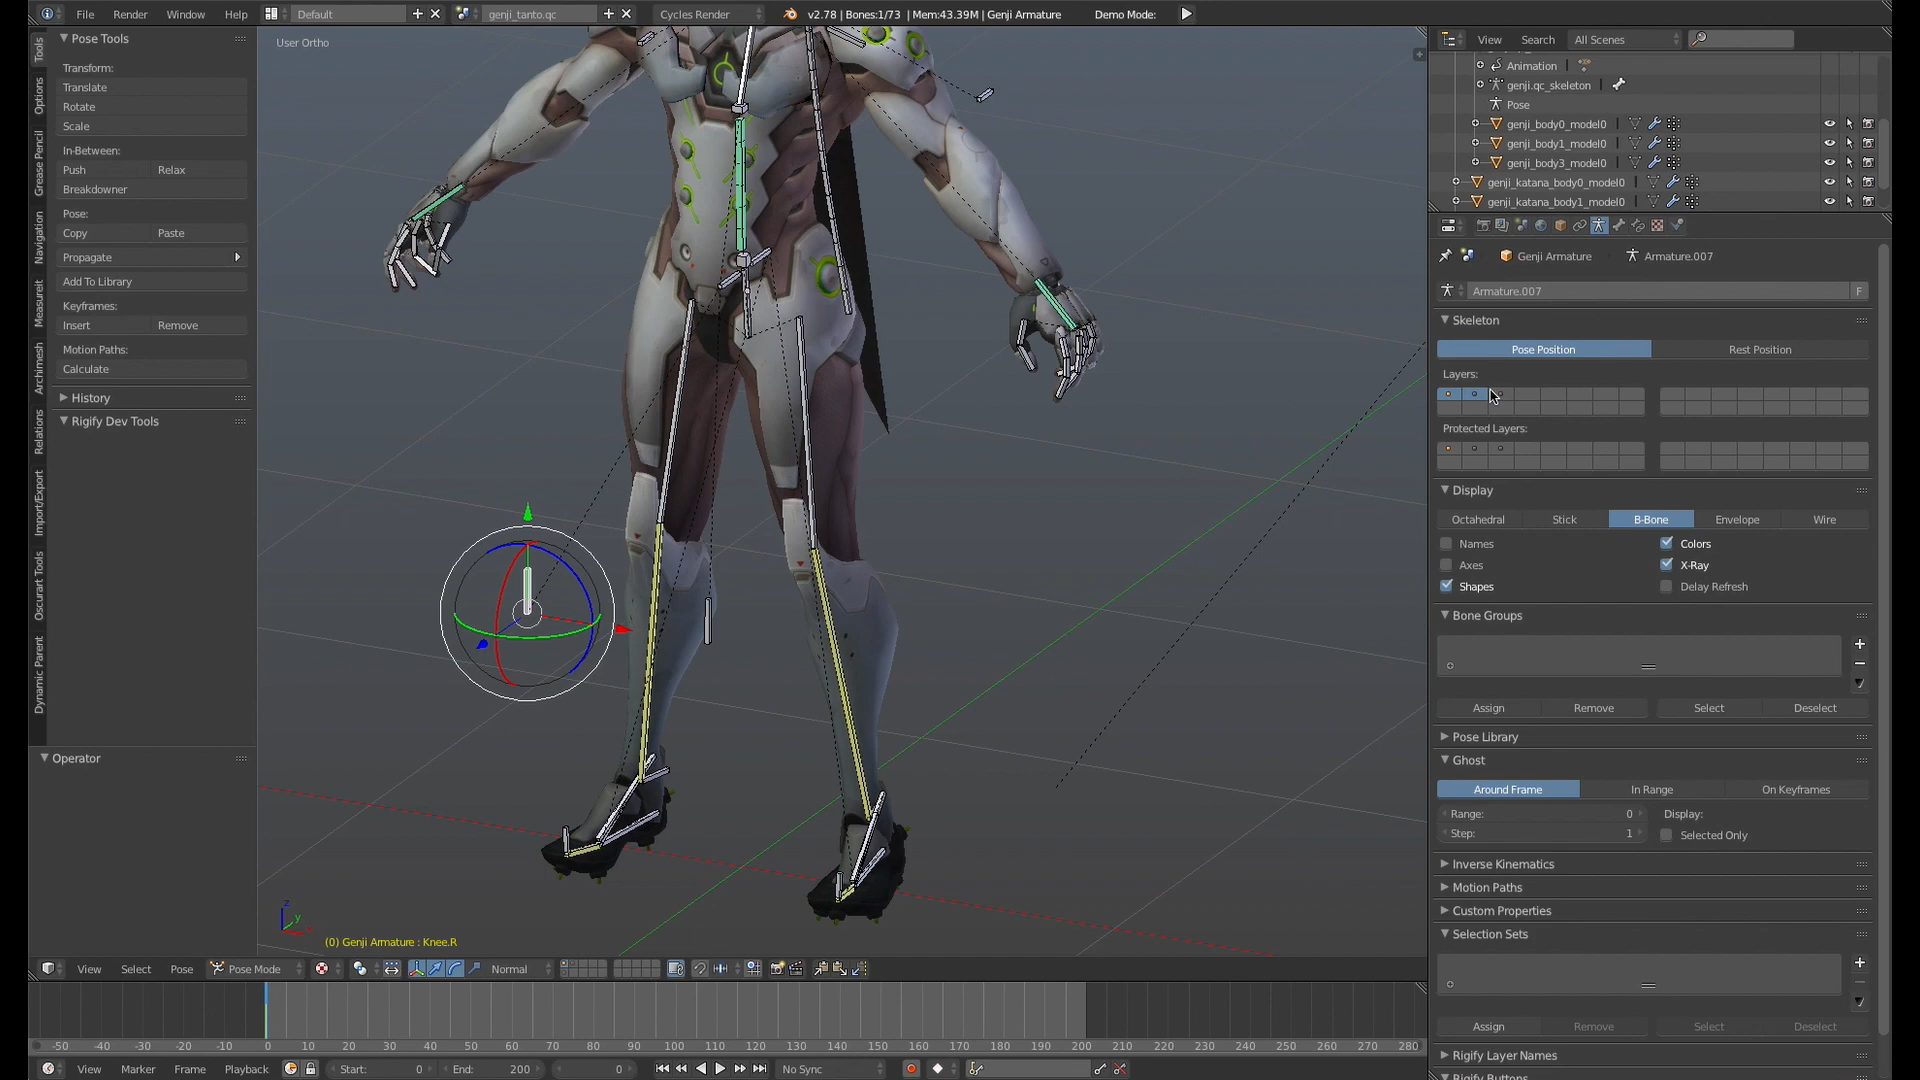 File Render Window Help Default genji_tanto.qc Cycles Render v2.78 | Bones:1/73 | Mem:43.39M | Genji Armature Demo Mode:
Tools
Options
Grease Pencil
Navigation
Measureit
Archimesh
Relations
Import/Export
Oscurart Tools
Dynamic Parent
Pose Tools
Transform:
Translate
Rotate
Scale
In-Between:
Push Relax
Breakdowner
Pose:
Copy Paste
Propagate
Add To Library
Keyframes:
Insert Remove
Motion Paths:
Calculate
History
Rigify Dev Tools
Operator
User Ortho
z
y
(0) Genji Armature : Knee.R
View Select Pose Pose Mode Normal
-50 -40 -30 -20 -10 0 10 20 30 40 50 60 70 80 90 100 110 120 130 140 150 160 170 180 190 200 210 220 230 240 250 260 270 280
View Marker Frame Playback Start: 0 End: 200 0 No Sync
View Search All Scenes
Animation
genji.qc_skeleton
Pose
genji_body0_model0
genji_body1_model0
genji_body3_model0
genji_katana_body0_model0
genji_katana_body1_model0
Genji Armature Armature.007
Armature.007 F
Skeleton
Pose Position Rest Position
Layers:
Protected Layers:
Display
Octahedral Stick B-Bone Envelope Wire
Names Colors
Axes X-Ray
Shapes Delay Refresh
Bone Groups
Assign Remove Select Deselect
Pose Library
Ghost
Around Frame In Range On Keyframes
Range: 0 Display:
Step: 1 Selected Only
Inverse Kinematics
Motion Paths
Custom Properties
Selection Sets
Assign Remove Select Deselect
Rigify Layer Names
Rigify Buttons